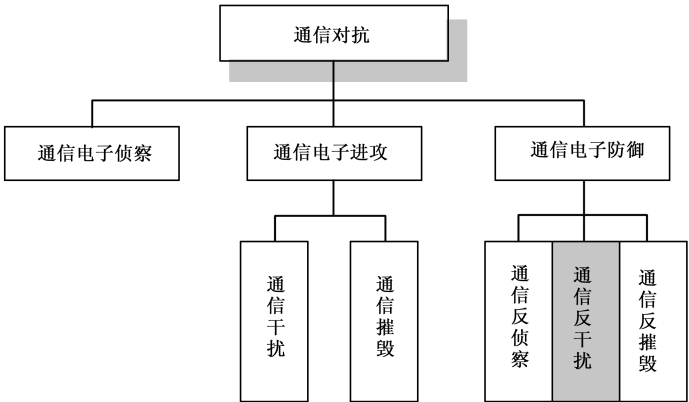 通信对抗
通信电子侦察
通信电子进攻
通信电子防御
通信干扰
通信摧毁
通信反侦察
通信反干扰
通信反摧毁